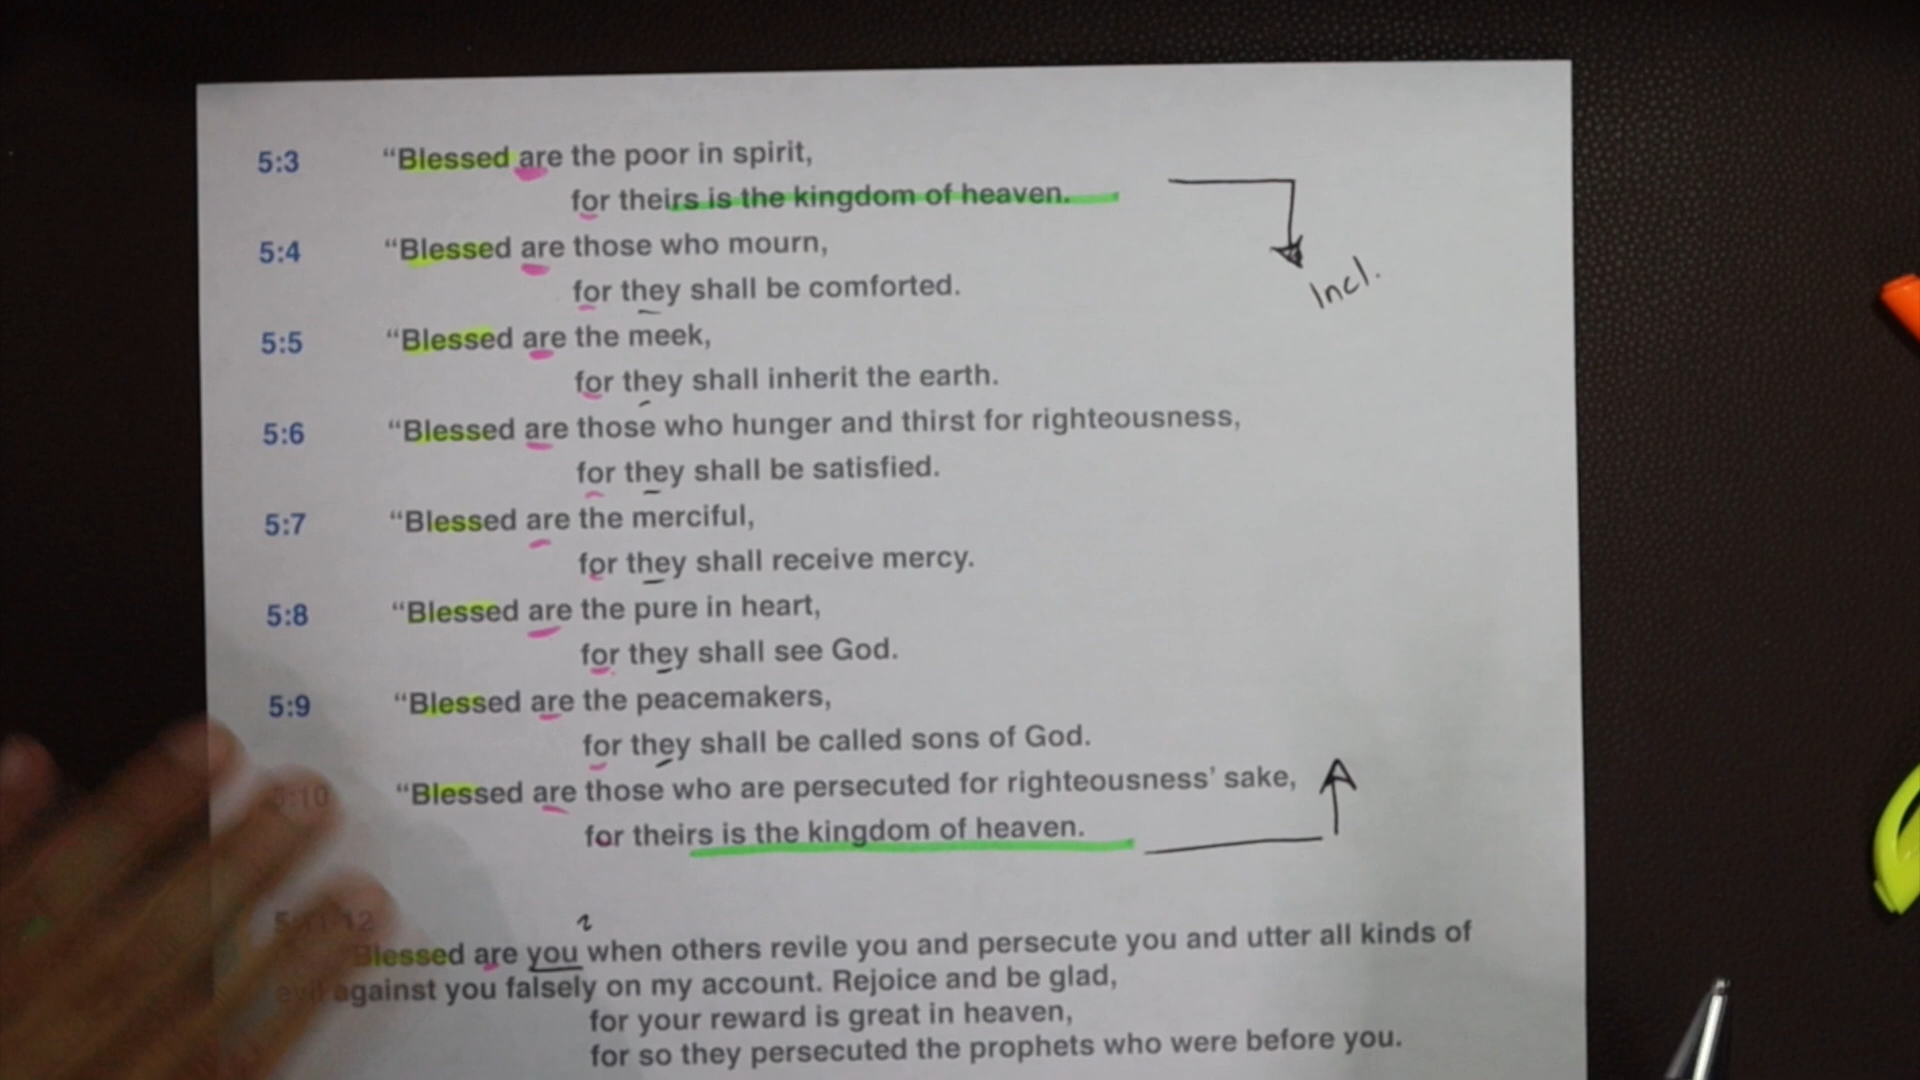 5:3 “Blessed are the poor in spirit,
for theirs is the kingdom of heaven.
5:4 “Blessed are those who mourn,
for they shall be comforted.
Incl.
5:5 “Blessed are the meek,
for they shall inherit the earth.
5:6 “Blessed are those who hunger and thirst for righteousness,
for they shall be satisfied.
5:7 “Blessed are the merciful,
for they shall receive mercy.
5:8 “Blessed are the pure in heart,
for they shall see God.
5:9 “Blessed are the peacemakers,
for they shall be called sons of God.
5:10 “Blessed are those who are persecuted for righteousness’ sake,
for theirs is the kingdom of heaven.
Blessed are you when others revile you and persecute you and utter all kinds of
evil against you falsely on my account. Rejoice and be glad,
for your reward is great in heaven,
for so they persecuted the prophets who were before you.